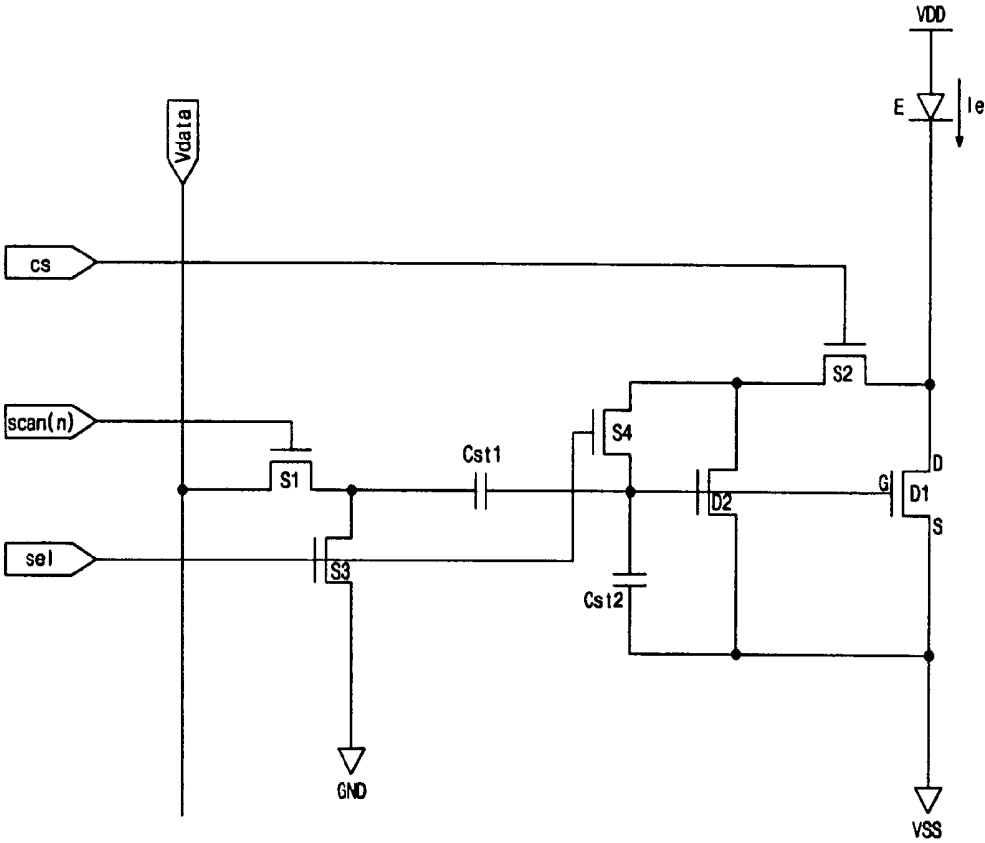 VDD
E
Ie
Vdata
cs
S2
scan(n)
S4
Cst1
S1
D
G
D1
D2
S
sel
S3
Cst2
GND
VSS